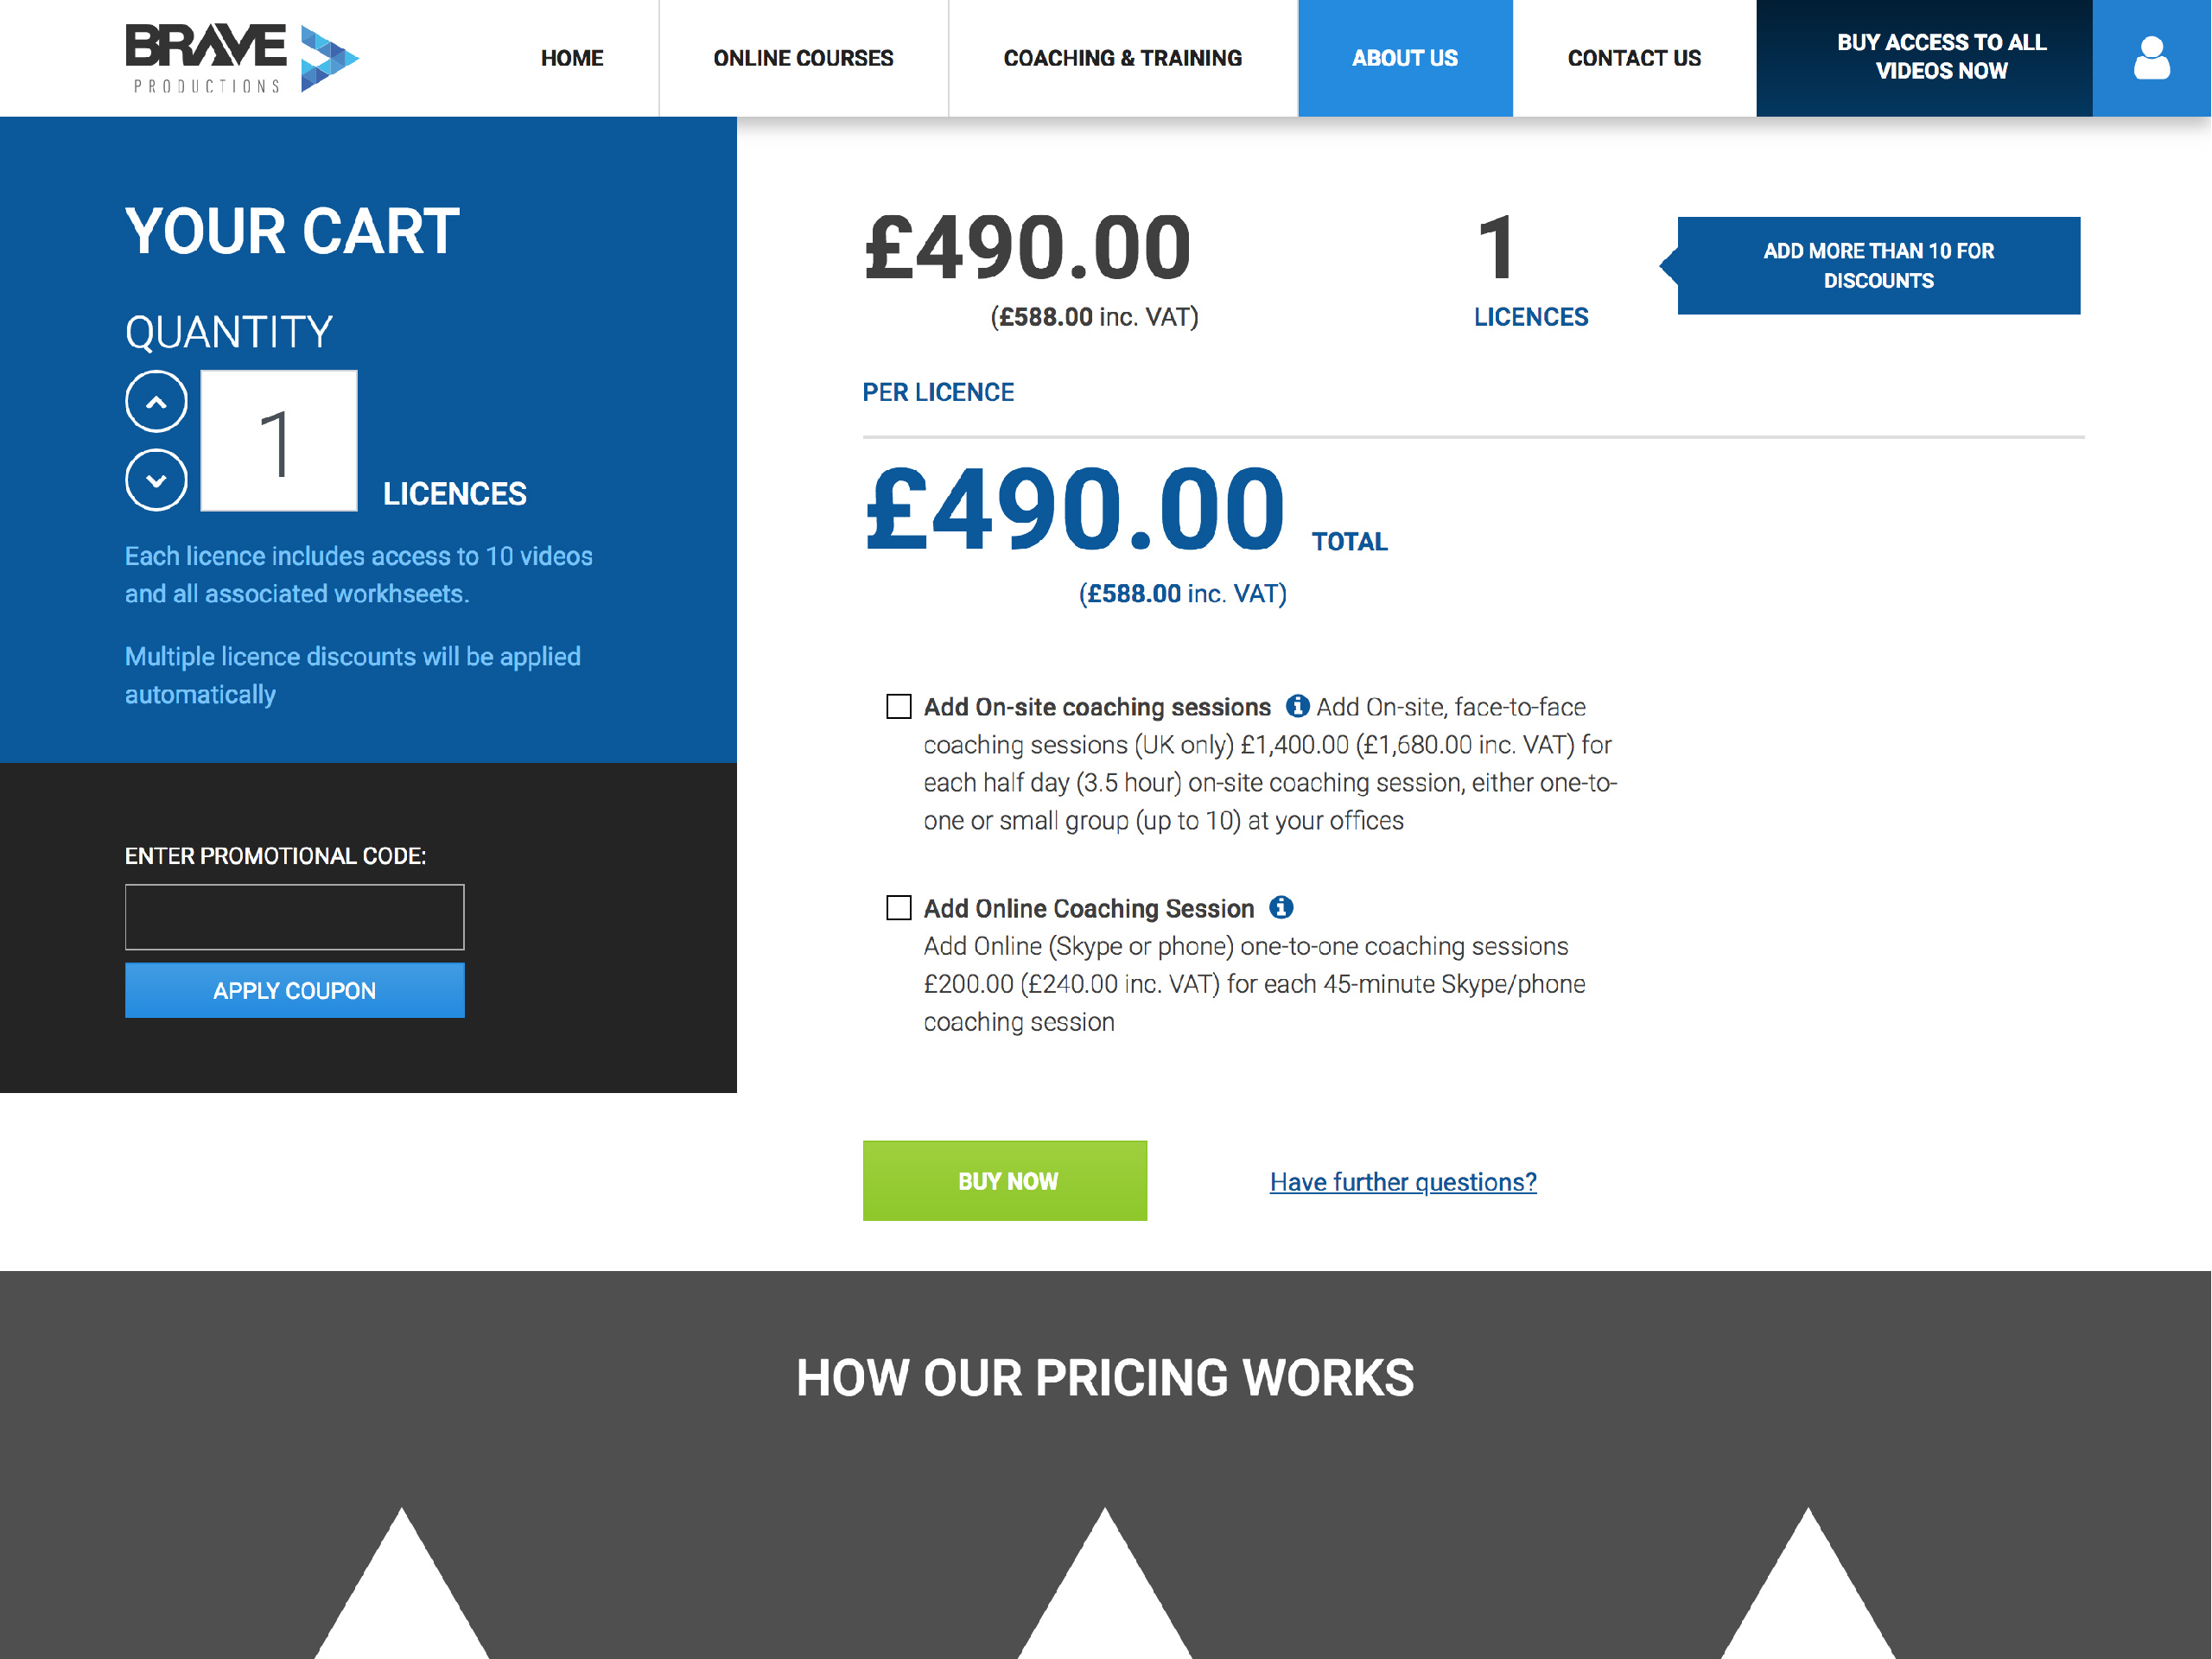 BRAVE
PRODUCTIONS
HOME
ONLINE COURSES
COACHING & TRAINING
ABOUT US
CONTACT US
BUY ACCESS TO ALL
VIDEOS NOW
YOUR CART
QUANTITY
1
LICENCES
Each licence includes access to 10 videos
and all associated workhseets.
Multiple licence discounts will be applied
automatically
ENTER PROMOTIONAL CODE:
APPLY COUPON
£490.00
(£588.00 inc. VAT)
PER LICENCE
1
LICENCES
ADD MORE THAN 10 FOR
DISCOUNTS
£490.00 TOTAL
(£588.00 inc. VAT)
Add On-site coaching sessions Add On-site, face-to-face
coaching sessions (UK only) £1,400.00 (£1,680.00 inc. VAT) for
each half day (3.5 hour) on-site coaching session, either one-to-
one or small group (up to 10) at your offices
Add Online Coaching Session
Add Online (Skype or phone) one-to-one coaching sessions
£200.00 (£240.00 inc. VAT) for each 45-minute Skype/phone
coaching session
BUY NOW
Have further questions?
HOW OUR PRICING WORKS